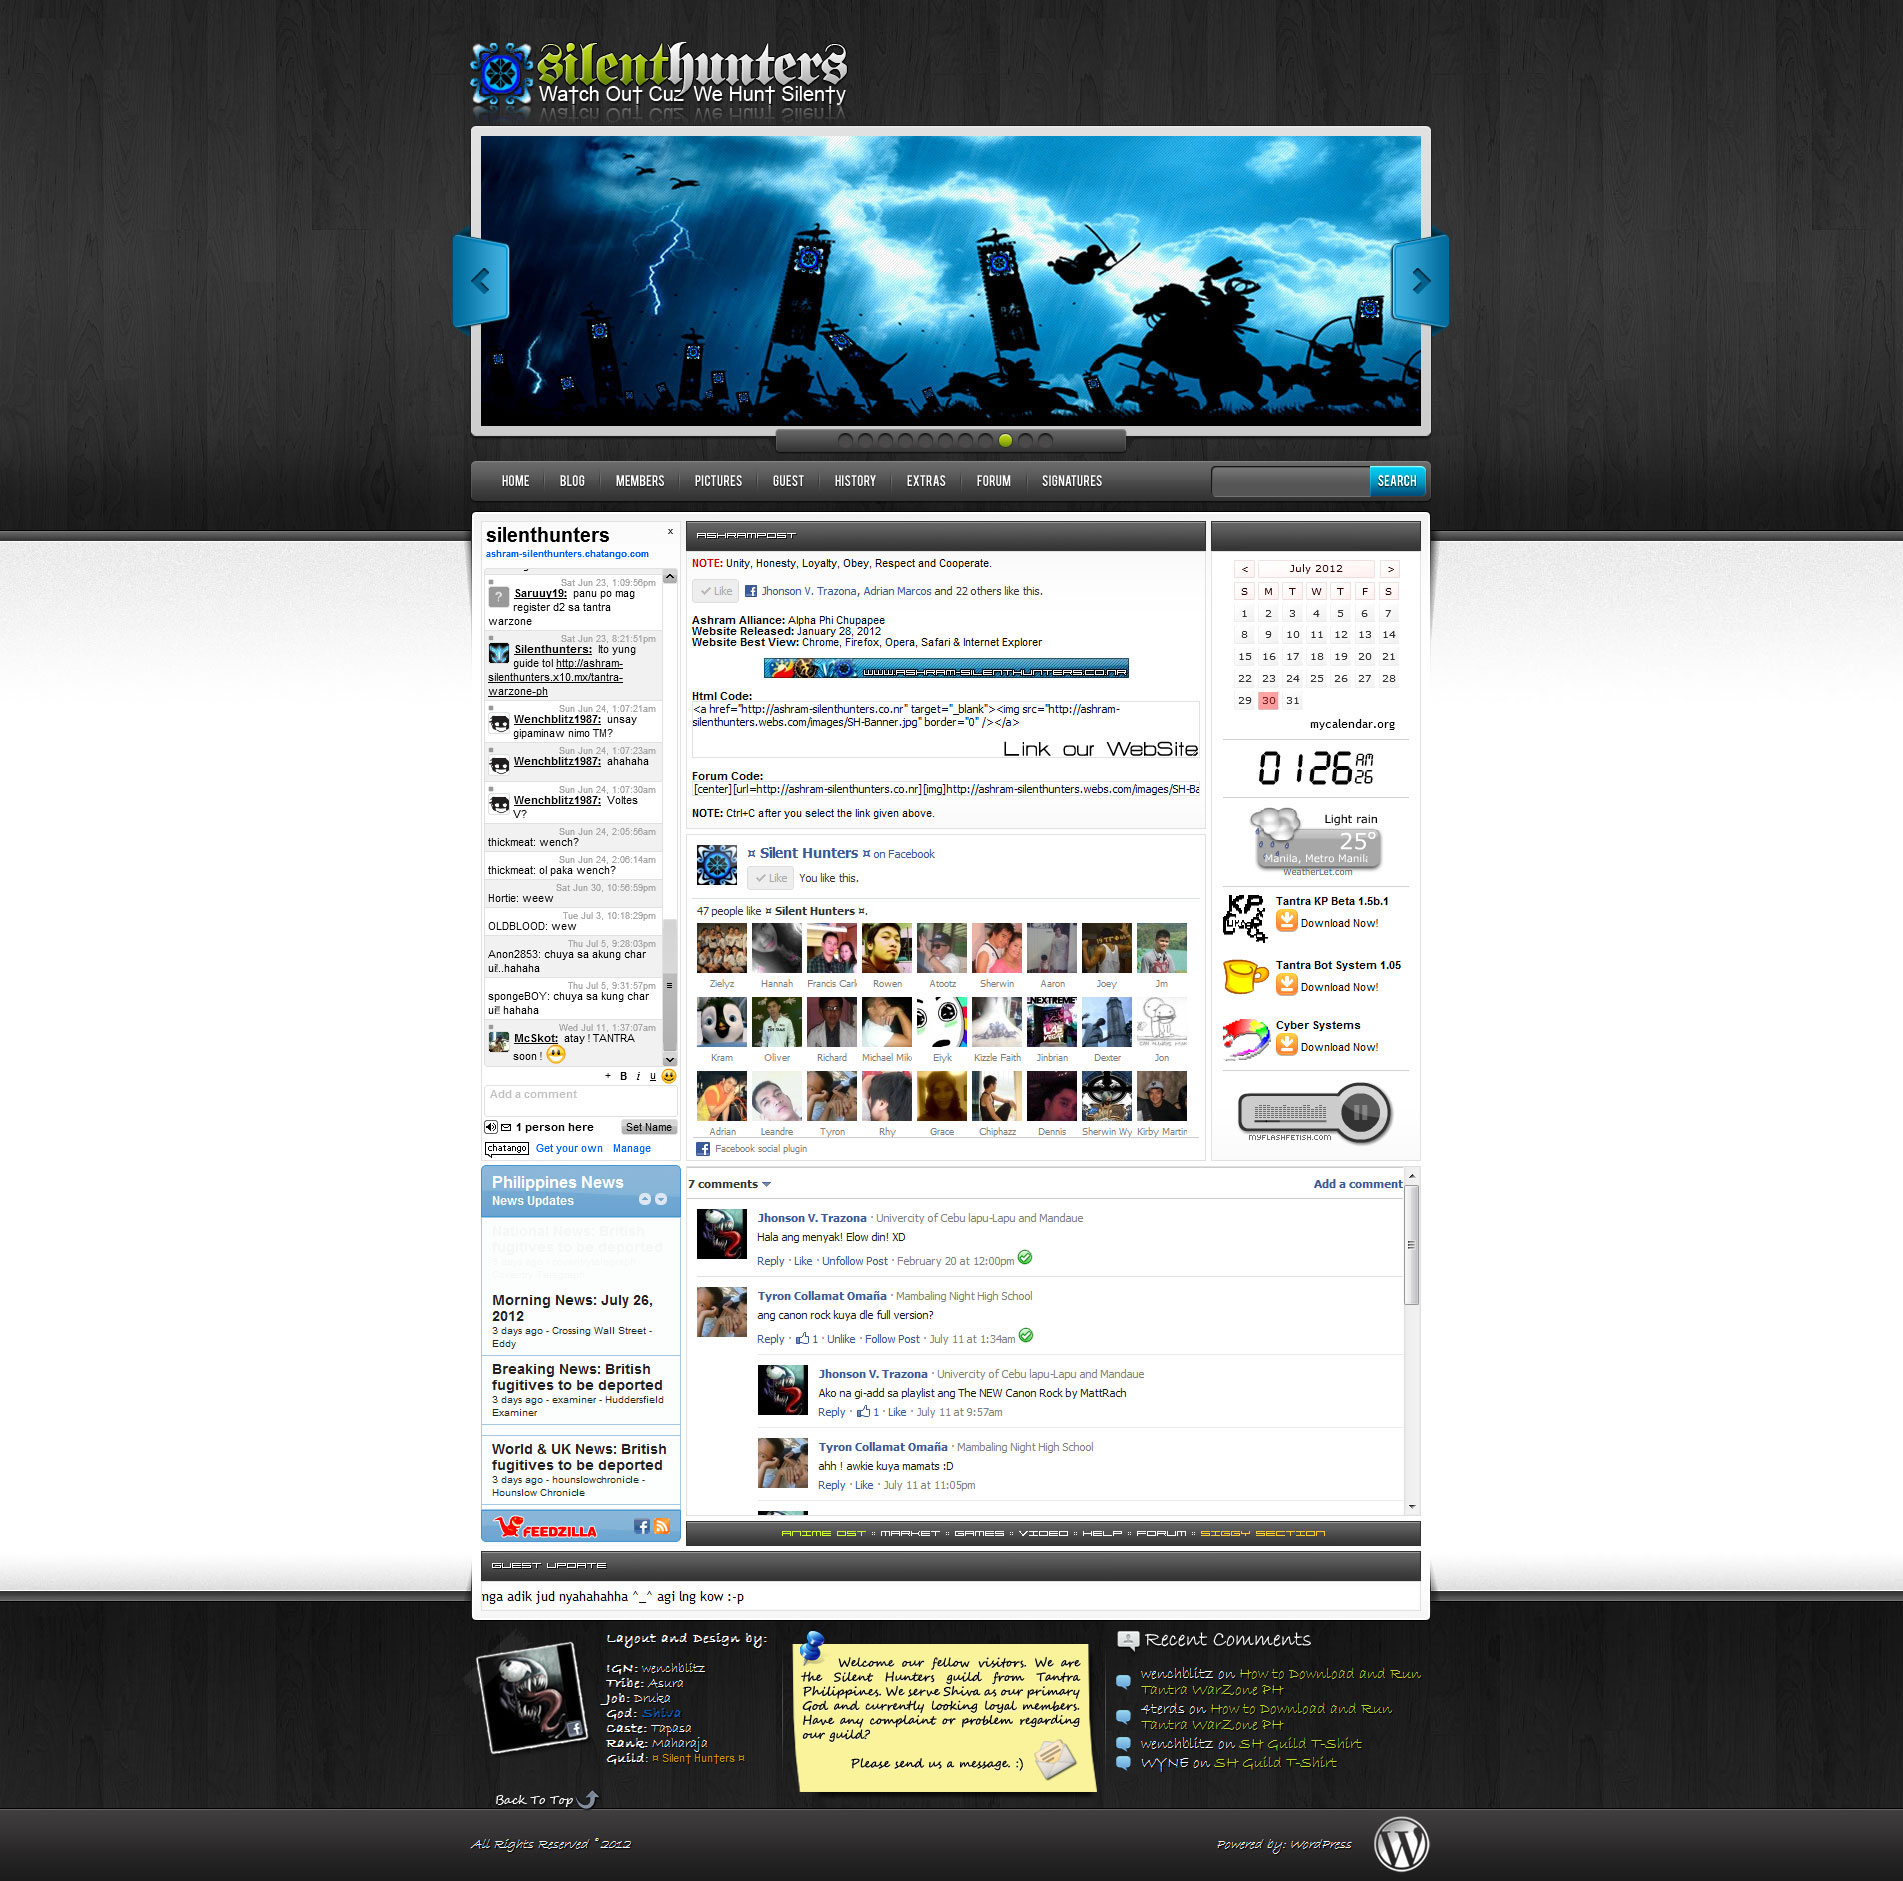 silenthunters
Watch Out Cuz We Hunt Silenty
HOME
BLOG
MEMBERS
PICTURES
GUEST
HISTORY
EXTRAS
FORUM
SIGNATURES
SEARCH
silenthunters
x
ashram-silenthunters.chatango.com
Sat Jun 23, 1:09:56pm
Saruuy19: panu po mag
register d2 sa tantra
warzone
Sat Jun 23, 8:21:51pm
Silenthunters: Ito yung
guide tol http://ashram-
silenthunters.x10.mx/tantra-
warzone-ph
Sun Jun 24, 1:07:21am
Wenchblitz1987: unsay
gipaminaw nimo TM?
Sun Jun 24, 1:07:23am
Wenchblitz1987: ahahaha
Sun Jun 24, 1:07:30am
Wenchblitz1987: Voltes
V?
Sun Jun 24, 2:05:56am
thickmeat: wench?
Sun Jun 24, 2:06:14am
thickmeat: ol paka wench?
Sat Jun 30, 10:56:59pm
Hortie: weew
Tue Jul 3, 10:18:29pm
OLDBLOOD: wew
Thu Jul 5, 9:28:03pm
Anon2853: chuya sa akung char
ui!..hahaha
Thu Jul 5, 9:31:57pm
spongeBOY: chuya sa kung char
ui!! hahaha
Wed Jul 11, 1:37:07am
McSkot: atay ! TANTRA
soon !
+ B i u
Add a comment
1 person here
Set Name
chatango Get your own Manage
Philippines News
News Updates
National News: British
fugitives to be deported
Morning News: July 26,
2012
3 days ago - Crossing Wall Street -
Eddy
Breaking News: British
fugitives to be deported
3 days ago - examiner - Huddersfield
Examiner
World & UK News: British
fugitives to be deported
3 days ago - hounslowchronicle -
Hounslow Chronicle
FEEDZILLA
ASHRAMPOST
NOTE: Unity, Honesty, Loyalty, Obey, Respect and Cooperate.
Like
Jhonson V. Trazona, Adrian Marcos and 22 others like this.
Ashram Alliance: Alpha Phi Chupapee
Website Released: January 28, 2012
Website Best View: Chrome, Firefox, Opera, Safari & Internet Explorer
WWW.ASHRAM-SILENTHUNTERS.CO.NR
Html Code:
<a href="http://ashram-silenthunters.co.nr" target="_blank"><img src="http://ashram-
silenthunters.webs.com/images/SH-Banner.jpg" border="0" /></a>
Link our WebSite
Forum Code:
[center][url=http://ashram-silenthunters.co.nr][img]http://ashram-silenthunters.webs.com/images/SH-Ba
NOTE: Ctrl+C after you select the link given above.
¤ Silent Hunters ¤ on Facebook
Like
You like this.
47 people like ¤ Silent Hunters ¤.
Zielyz Hannah Francis Carl Rowen Atootz Sherwin Aaron Joey Jm
Kram Oliver Richard Michael Mik Eiyk Kizzle Faith Jinbrian Dexter Jon
Adrian Leandre Tyron Rhy Grace Chiphazz Dennis Sherwin Wy Kirby Martin
Facebook social plugin
< July 2012 >
S M T W T F S
1 2 3 4 5 6 7
8 9 10 11 12 13 14
15 16 17 18 19 20 21
22 23 24 25 26 27 28
29 30 31
mycalendar.org
01:26 AM 26
Light rain
25°
Manila, Metro Manila
WeatherLet.com
Tantra KP Beta 1.5b.1
Download Now!
Tantra Bot System 1.05
Download Now!
Cyber Systems
Download Now!
MYFLASHFETISH.COM
7 comments
Add a comment
Jhonson V. Trazona · Univercity of Cebu lapu-Lapu and Mandaue
Hala ang menyak! Elow din! XD
Reply · Like · Unfollow Post · February 20 at 12:00pm
Tyron Collamat Omaña · Mambaling Night High School
ang canon rock kuya dle full version?
Reply · 1 · Unlike · Follow Post · July 11 at 1:34am
Jhonson V. Trazona · Univercity of Cebu lapu-Lapu and Mandaue
Ako na gi-add sa playlist ang The NEW Canon Rock by MattRach
Reply · 1 · Like · July 11 at 9:57am
Tyron Collamat Omaña · Mambaling Night High School
ahh ! awkie kuya mamats :D
Reply · Like · July 11 at 11:05pm
ANIME OST :: MARKET :: GAMES :: VIDEO :: HELP :: FORUM :: SIGGY SECTION
GUEST UPDATE
mga adik jud nyahahahha ^_^ agi lng kow :-p
Layout and Design by:
IGN: wenchblitz
Tribe: Asura
Job: Druka
God: Shiva
Caste: Tapasa
Rank: Maharaja
Guild: ¤ Silent Hunters ¤
Back To Top
Welcome our fellow visitors. We are
the Silent Hunters guild from Tantra
Philippines. We serve Shiva as our primary
God and currently looking loyal members.
Have any complaint or problem regarding
our guild?
Please send us a message. :)
Recent Comments
wenchblitz on How to Download and Run
Tantra WarZone PH
4terds on How to Download and Run
Tantra WarZone PH
wenchblitz on SH Guild T-Shirt
WYNE on SH Guild T-Shirt
All Rights Reserved © 2012
Powered by: WordPress